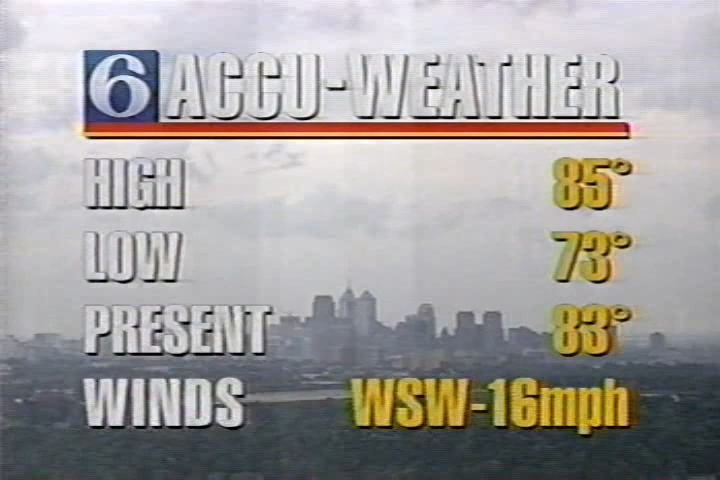 6 ACCU-WEATHER
HIGH 85°
LOW 73°
PRESENT 83°
WINDS WSW-16mph